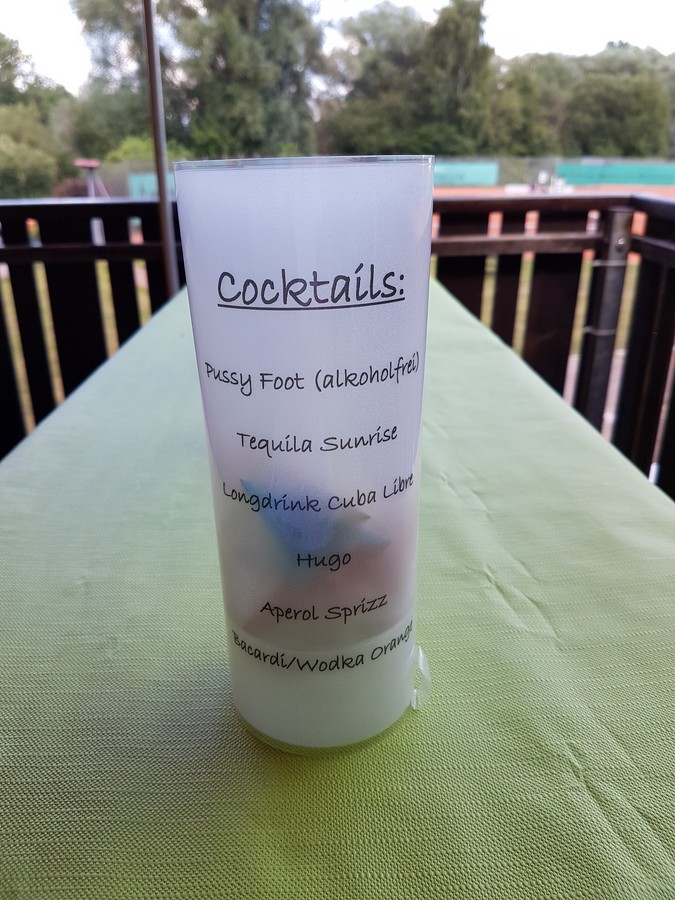 Cocktails:
Pussy Foot (alkoholfrei)
Tequila Sunrise
Longdrink Cuba Libre
Hugo
Aperol Sprizz
Bacardi/Wodka Orange